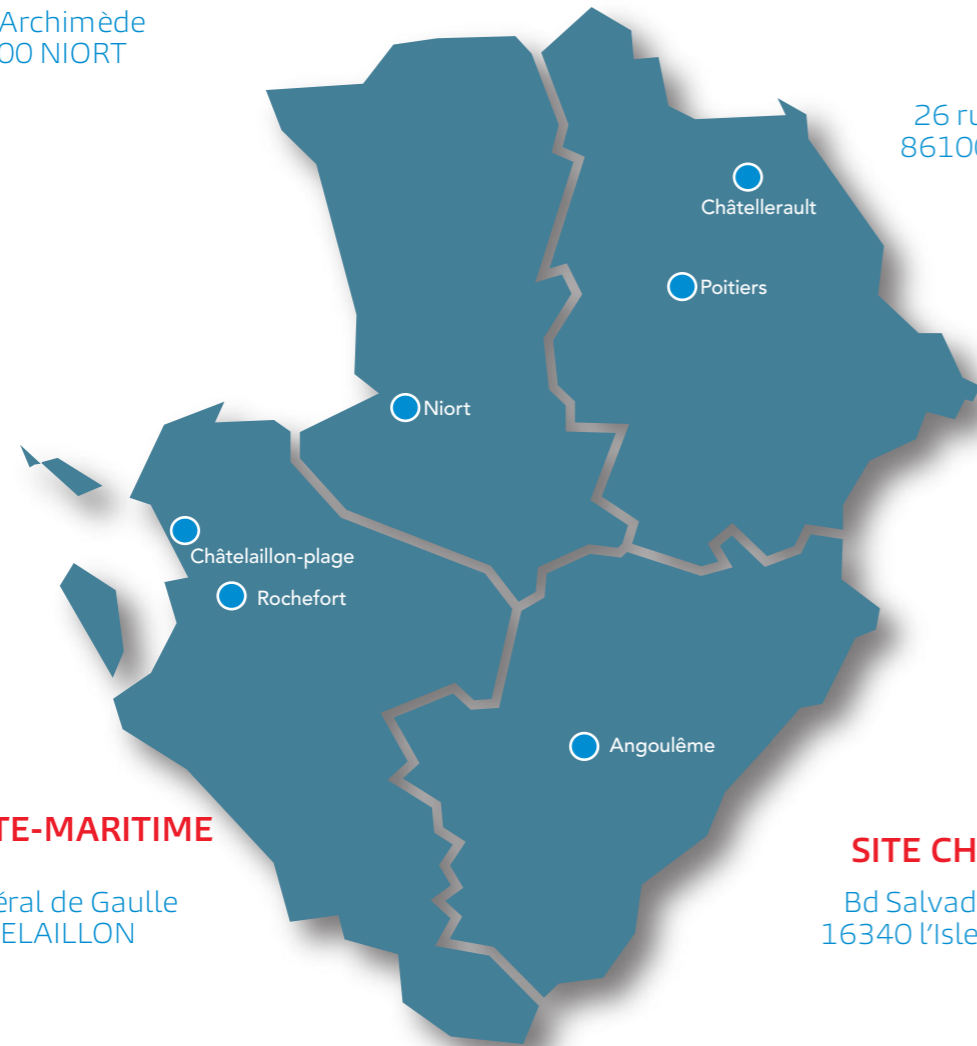 Archimède
00 NIORT
26 ru
86100
Châtellerault
Poitiers
Niort
Châtelaillon-plage
Rochefort
Angoulême
TE-MARITIME
éral de Gaulle
ELAILLON
SITE CH
Bd Salvad
16340 l'Isle